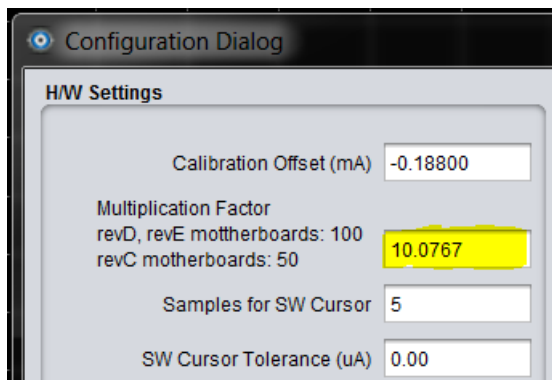 Configuration Dialog
H/W Settings
Calibration Offset (mA) -0.18800
Multiplication Factor
revD, revE mottherboards: 100
revC motherboards: 50
10.0767
Samples for SW Cursor 5
SW Cursor Tolerance (uA) 0.00